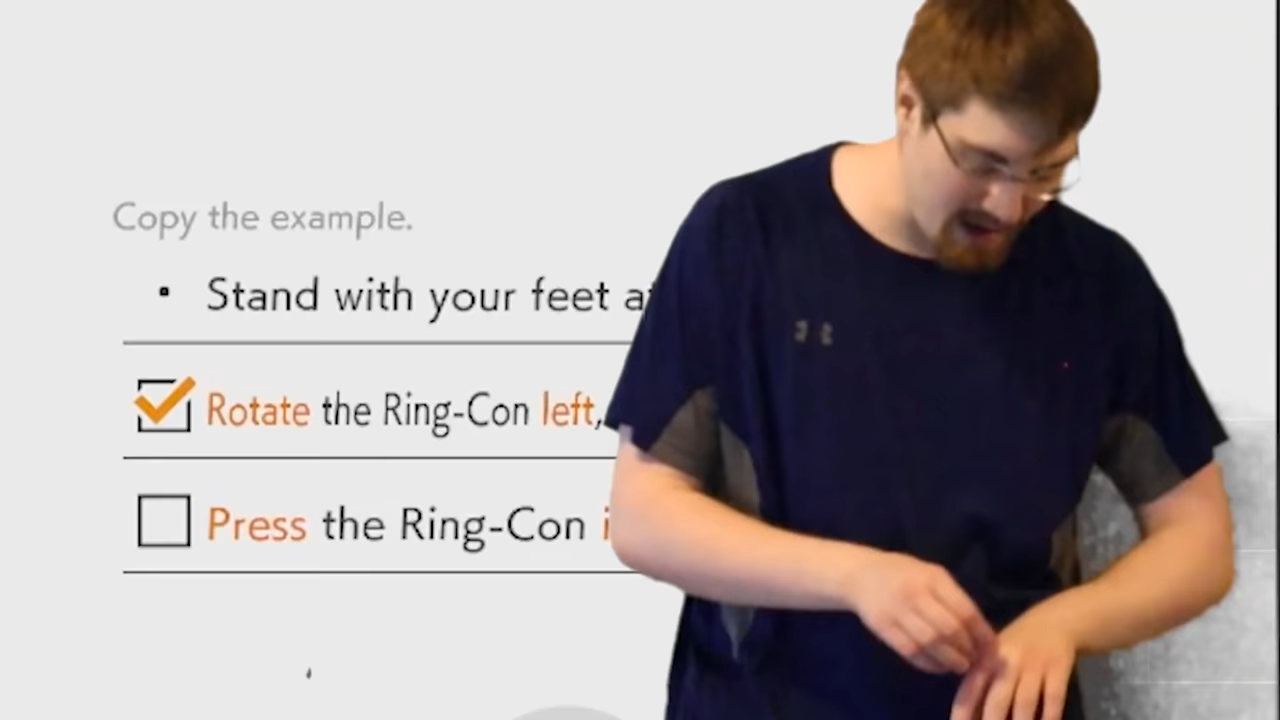 Copy the example.
• Stand with your feet
Rotate the Ring-Con left,
Press the Ring-Con